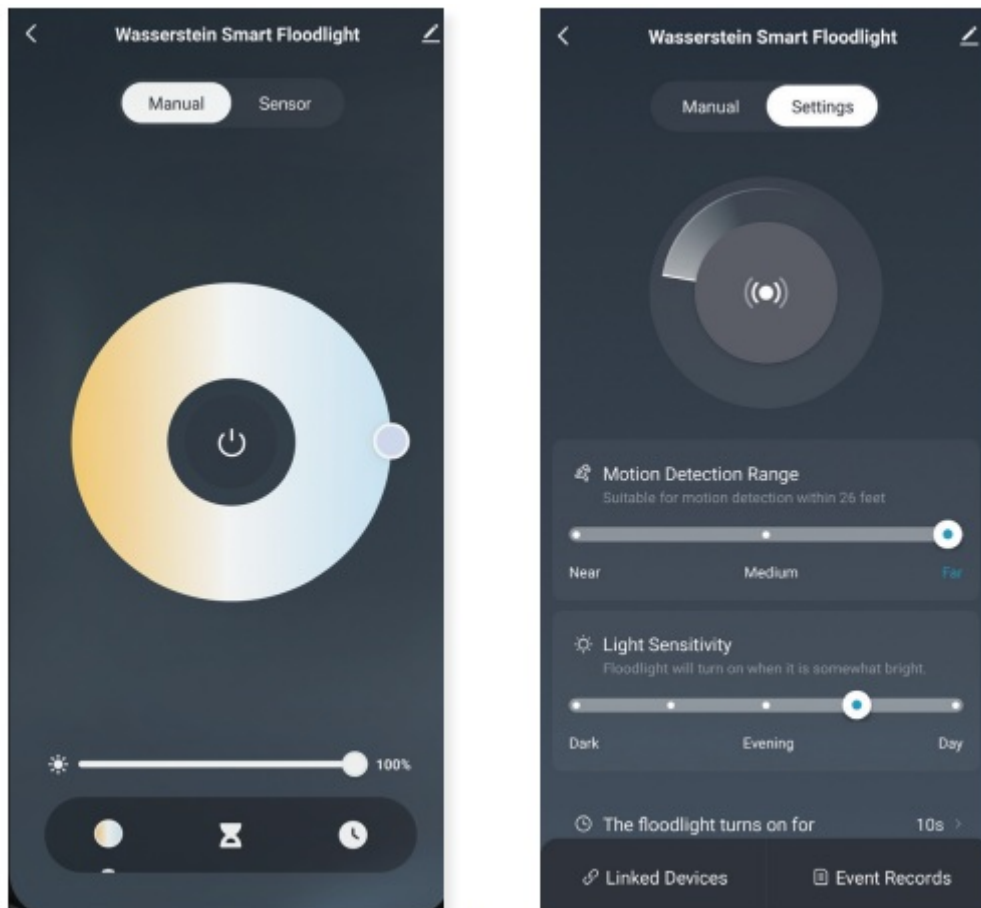 Wasserstein Smart Floodlight
Manual Sensor
100%
Wasserstein Smart Floodlight
Manual Settings
Motion Detection Range
Suitable for motion detection within 26 feet
Near Medium Far
Light Sensitivity
Floodlight will turn on when it is somewhat bright.
Dark Evening Day
The floodlight turns on for 10s
Linked Devices Event Records